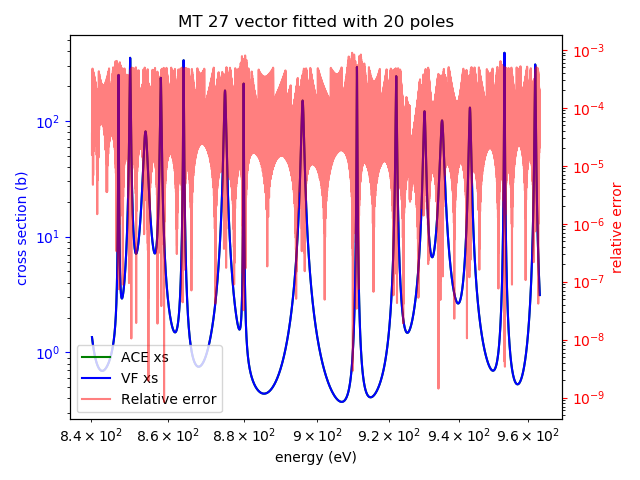 MT 27 vector fitted with 20 poles
cross section (b)
10²
10¹
10⁰
10⁻³
10⁻⁴
10⁻⁵
10⁻⁶
10⁻⁷
10⁻⁸
10⁻⁹
relative error
ACE xs
VF xs
Relative error
8.4 × 10² 8.6 × 10² 8.8 × 10² 9 × 10² 9.2 × 10² 9.4 × 10² 9.6 × 10²
energy (eV)